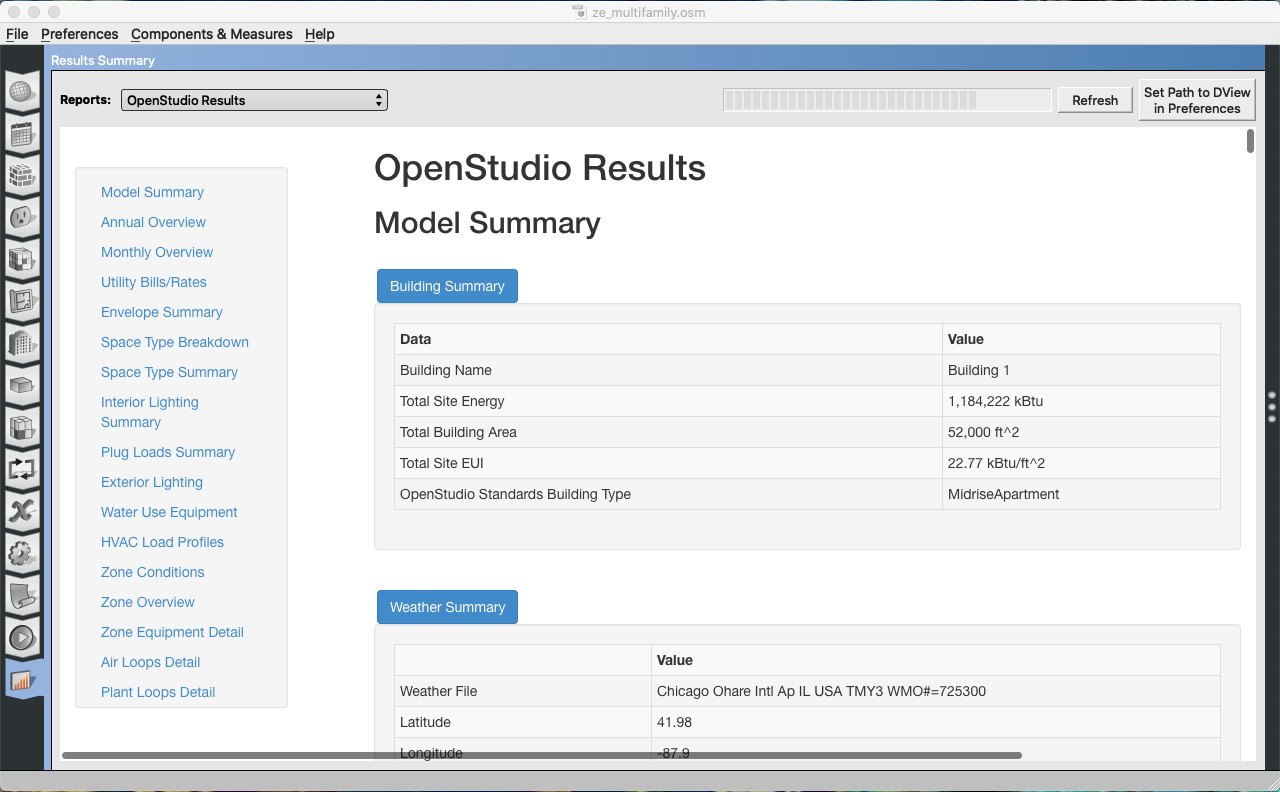 ze_multifamily.osm
File Preferences Components & Measures Help
Results Summary
Reports: OpenStudio Results Refresh Set Path to DView
in Preferences
Model Summary
Annual Overview
Monthly Overview
Utility Bills/Rates
Envelope Summary
Space Type Breakdown
Space Type Summary
Interior Lighting
Summary
Plug Loads Summary
Exterior Lighting
Water Use Equipment
HVAC Load Profiles
Zone Conditions
Zone Overview
Zone Equipment Detail
Air Loops Detail
Plant Loops Detail
OpenStudio Results
Model Summary
Building Summary
Data Value
Building Name Building 1
Total Site Energy 1,184,222 kBtu
Total Building Area 52,000 ft^2
Total Site EUI 22.77 kBtu/ft^2
OpenStudio Standards Building Type MidriseApartment
Weather Summary
Value
Weather File Chicago Ohare Intl Ap IL USA TMY3 WMO#=725300
Latitude 41.98
Longitude -87.9